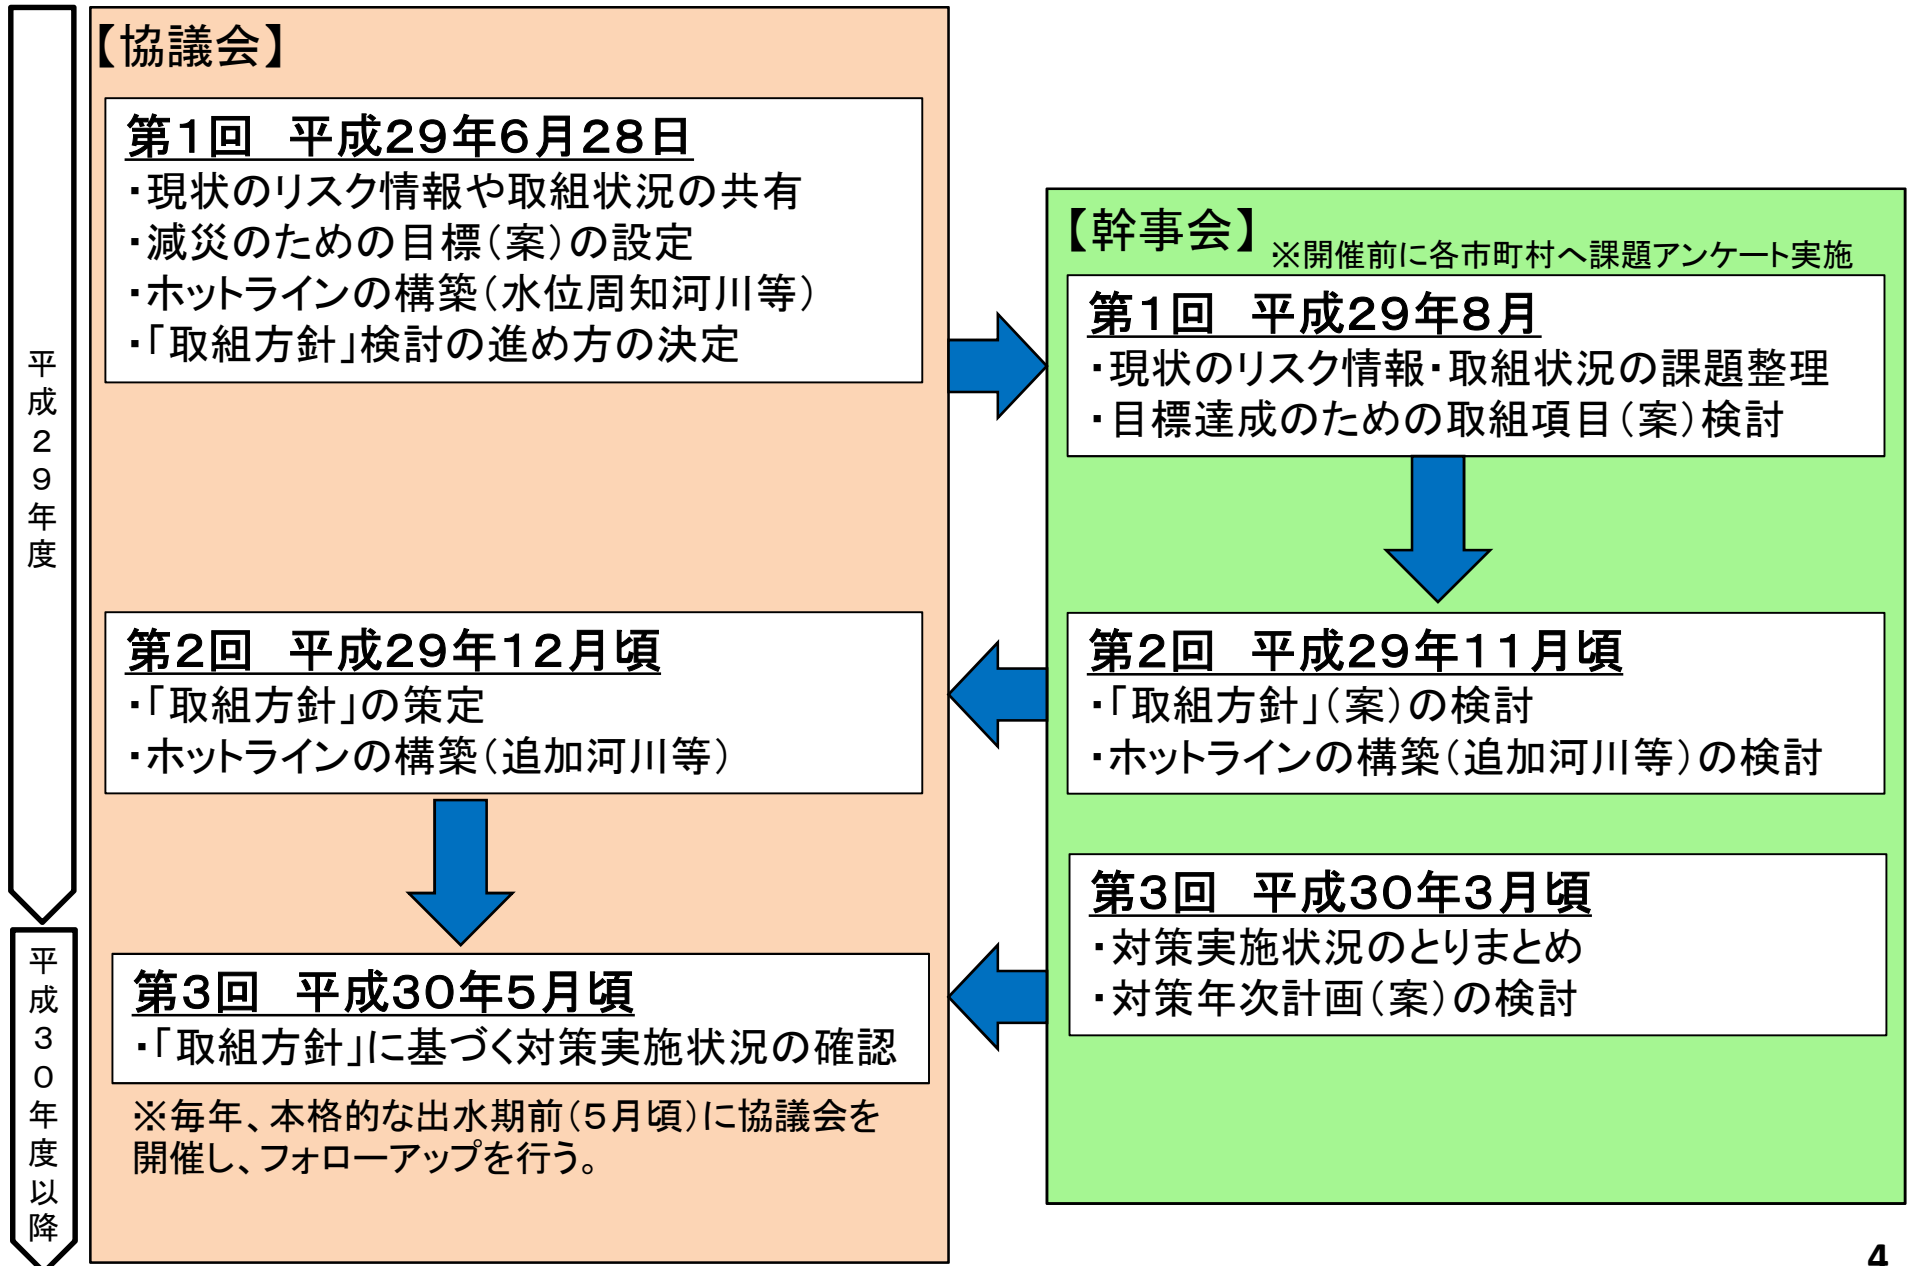 平成29年度
【協議会】
第1回　平成29年6月28日
・現状のリスク情報や取組状況の共有
・減災のための目標(案)の設定
・ホットラインの構築(水位周知河川等)
・「取組方針」検討の進め方の決定
【幹事会】
※開催前に各市町村へ課題アンケート実施
第1回　平成29年8月
・現状のリスク情報・取組状況の課題整理
・目標達成のための取組項目(案)検討
第2回　平成29年12月頃
・「取組方針」の策定
・ホットラインの構築(追加河川等)
第2回　平成29年11月頃
・「取組方針」(案)の検討
・ホットラインの構築(追加河川等)の検討
第3回　平成30年3月頃
・対策実施状況のとりまとめ
・対策年次計画(案)の検討
平成30年度以降
第3回　平成30年5月頃
・「取組方針」に基づく対策実施状況の確認
※毎年、本格的な出水期前(5月頃)に協議会を
開催し、フォローアップを行う。
4